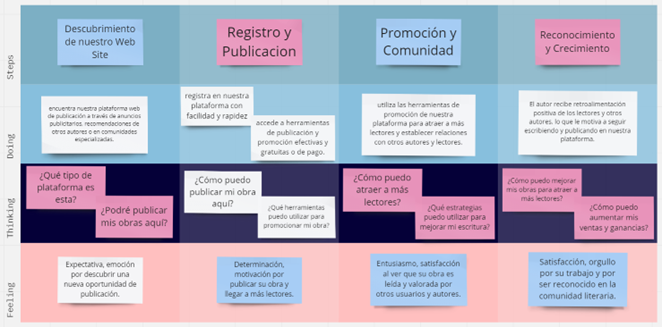 Steps
Descubrimiento
de nuestro Web
Site
Registro y
Publicacion
Promoción y
Comunidad
Reconocimiento
y Crecimiento
Doing
encuentra nuestra plataforma web
de publicación a través de anuncios
publicitarios, recomendaciones de
otros autores o en comunidades
especializadas.
registra en nuestra
plataforma con
facilidad y rapidez
accede a herramientas
de publicación y
promoción efectivas y
gratuitas o de pago.
utiliza las herramientas de
promoción de nuestra
plataforma para atraer a más
lectores y establecer relaciones
con otros autores y lectores.
El autor recibe retroalimentación
positiva de los lectores y otros
autores, lo que le motiva a seguir
escribiendo y publicando en nuestra
plataforma.
Thinking
¿Qué tipo de
plataforma es
esta?
¿Podré publicar
mis obras aquí?
¿Cómo puedo
publicar mi obra
aquí?
¿Qué herramientas
puedo utilizar para
promocionar mi obra?
¿Cómo puedo
atraer a más
lectores?
¿Qué estrategias
puedo utilizar para
mejorar mi escritura?
¿Cómo puedo mejorar
mis obras para atraer a
más lectores?
¿Cómo puedo
aumentar mis
ventas y ganancias?
Feeling
Expectativa, emoción
por descubrir una
nueva oportunidad de
publicación.
Determinación,
motivación por
publicar su obra y
llegar a más lectores.
Entusiasmo, satisfacción
al ver que su obra es
leída y valorada por
otros usuarios y autores.
Satisfacción, orgullo
por su trabajo y por
ser reconocido en la
comunidad literaria.